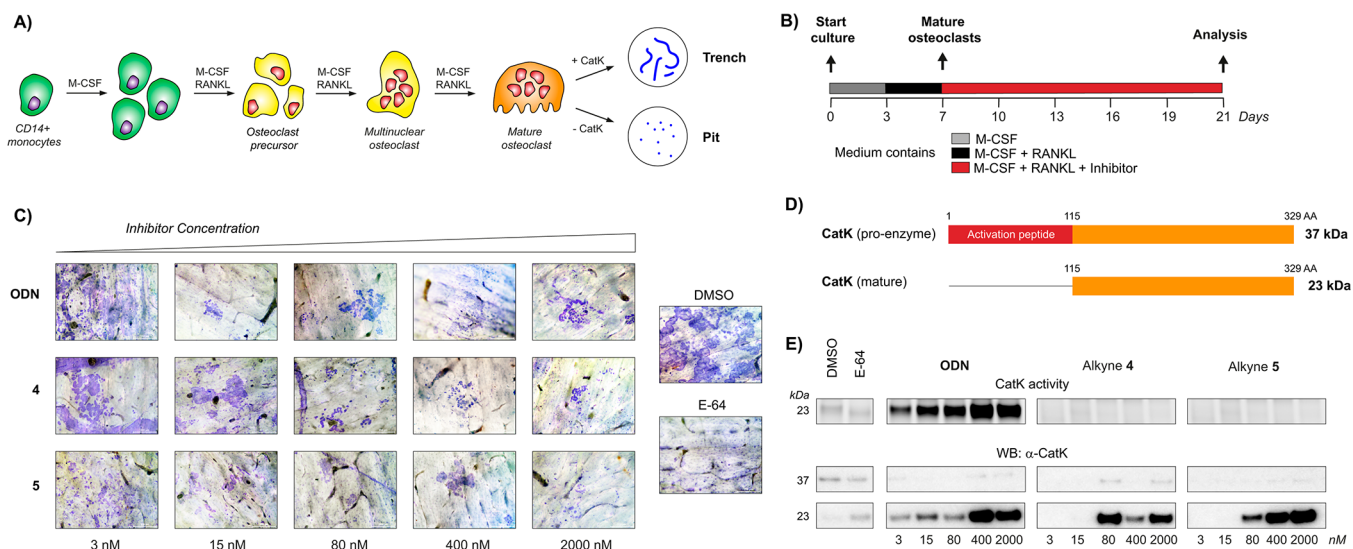 A)
M-CSF
M-CSF
RANKL
M-CSF
RANKL
M-CSF
RANKL
+ CatK
- CatK
Trench
Pit
CD14+
monocytes
Osteoclast
precursor
Multinuclear
osteoclast
Mature
osteoclast
B)
Start
culture
Mature
osteoclasts
Analysis
0 3 7 10 13 16 19 21 Days
Medium contains
M-CSF
M-CSF + RANKL
M-CSF + RANKL + Inhibitor
C)
Inhibitor Concentration
ODN
4
5
3 nM 15 nM 80 nM 400 nM 2000 nM
DMSO
E-64
D)
1 115 329 AA
CatK (pro-enzyme) Activation peptide 37 kDa
115 329 AA
CatK (mature) 23 kDa
E)
DMSO
E-64
ODN Alkyne 4 Alkyne 5
CatK activity
kDa
23
WB: α-CatK
37
23
3 15 80 400 2000 3 15 80 400 2000 3 15 80 400 2000 nM